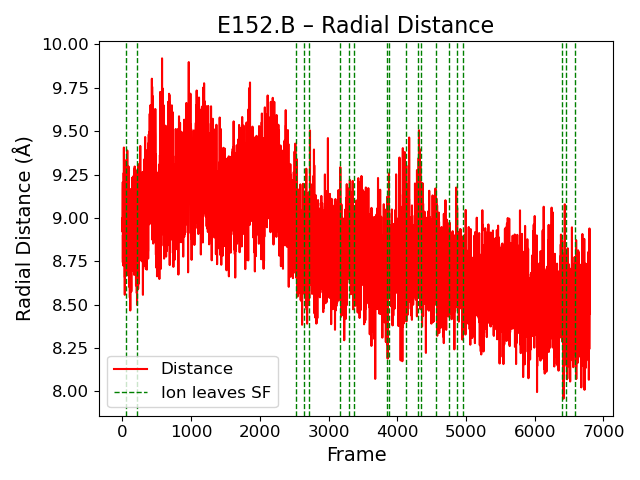 E152.B – Radial Distance
Radial Distance (Å)
10.00
9.75
9.50
9.25
9.00
8.75
8.50
8.25
8.00
Distance
Ion leaves SF
0 1000 2000 3000 4000 5000 6000 7000
Frame